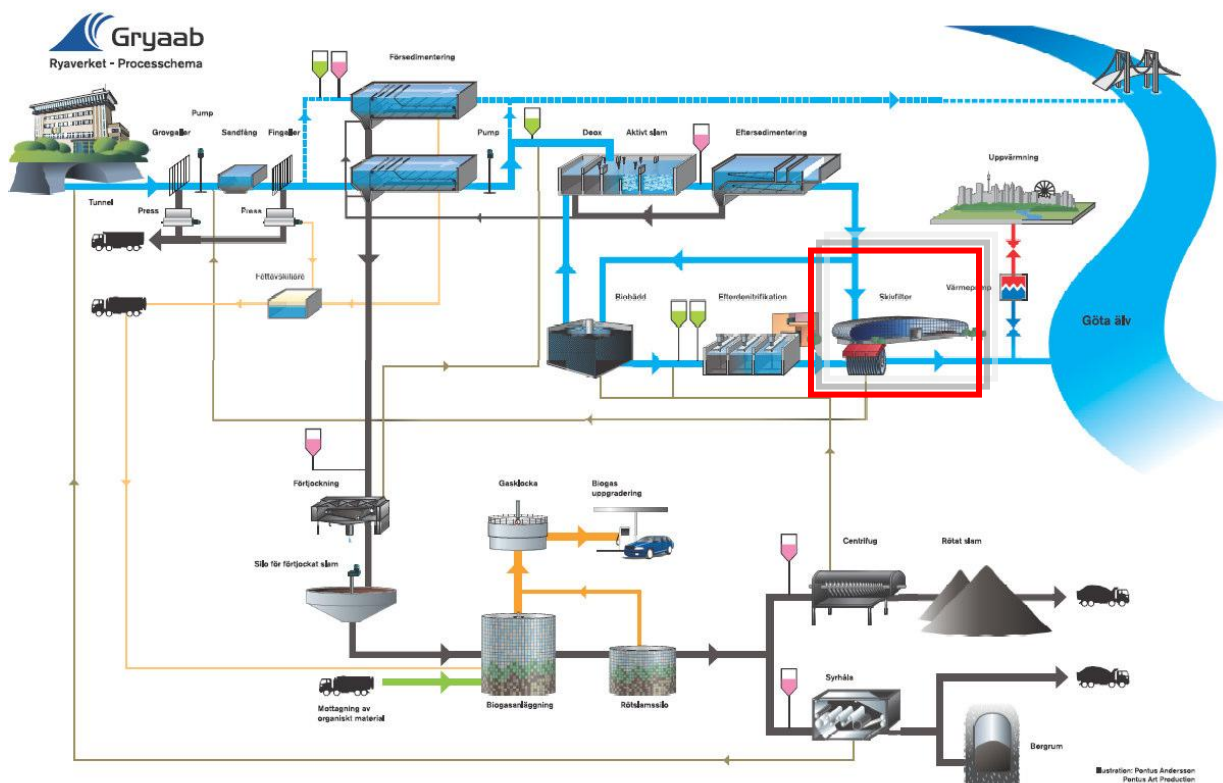 Gryaab
Ryaverket - Processchema
Försedimentering
Pump
Grovgaller
Sandfång
Fingaller
Pump
Deox
Aktivt slam
Eftersedimentering
Uppvärmning
Tunnel
Press
Press
Fettavskiljare
Biobädd
Efterdenitrifikation
Skivfilter
Värmepump
Göta älv
Förtjockning
Gasklocka
Biogas
uppgradering
Silo för förtjockat slam
Centrifug
Rötat slam
Mottagning av
organiskt material
Biogasanläggning
Rötslamssilo
Syrhåla
Bergrum
Illustration: Pontus Andersson
Pontus Art Production